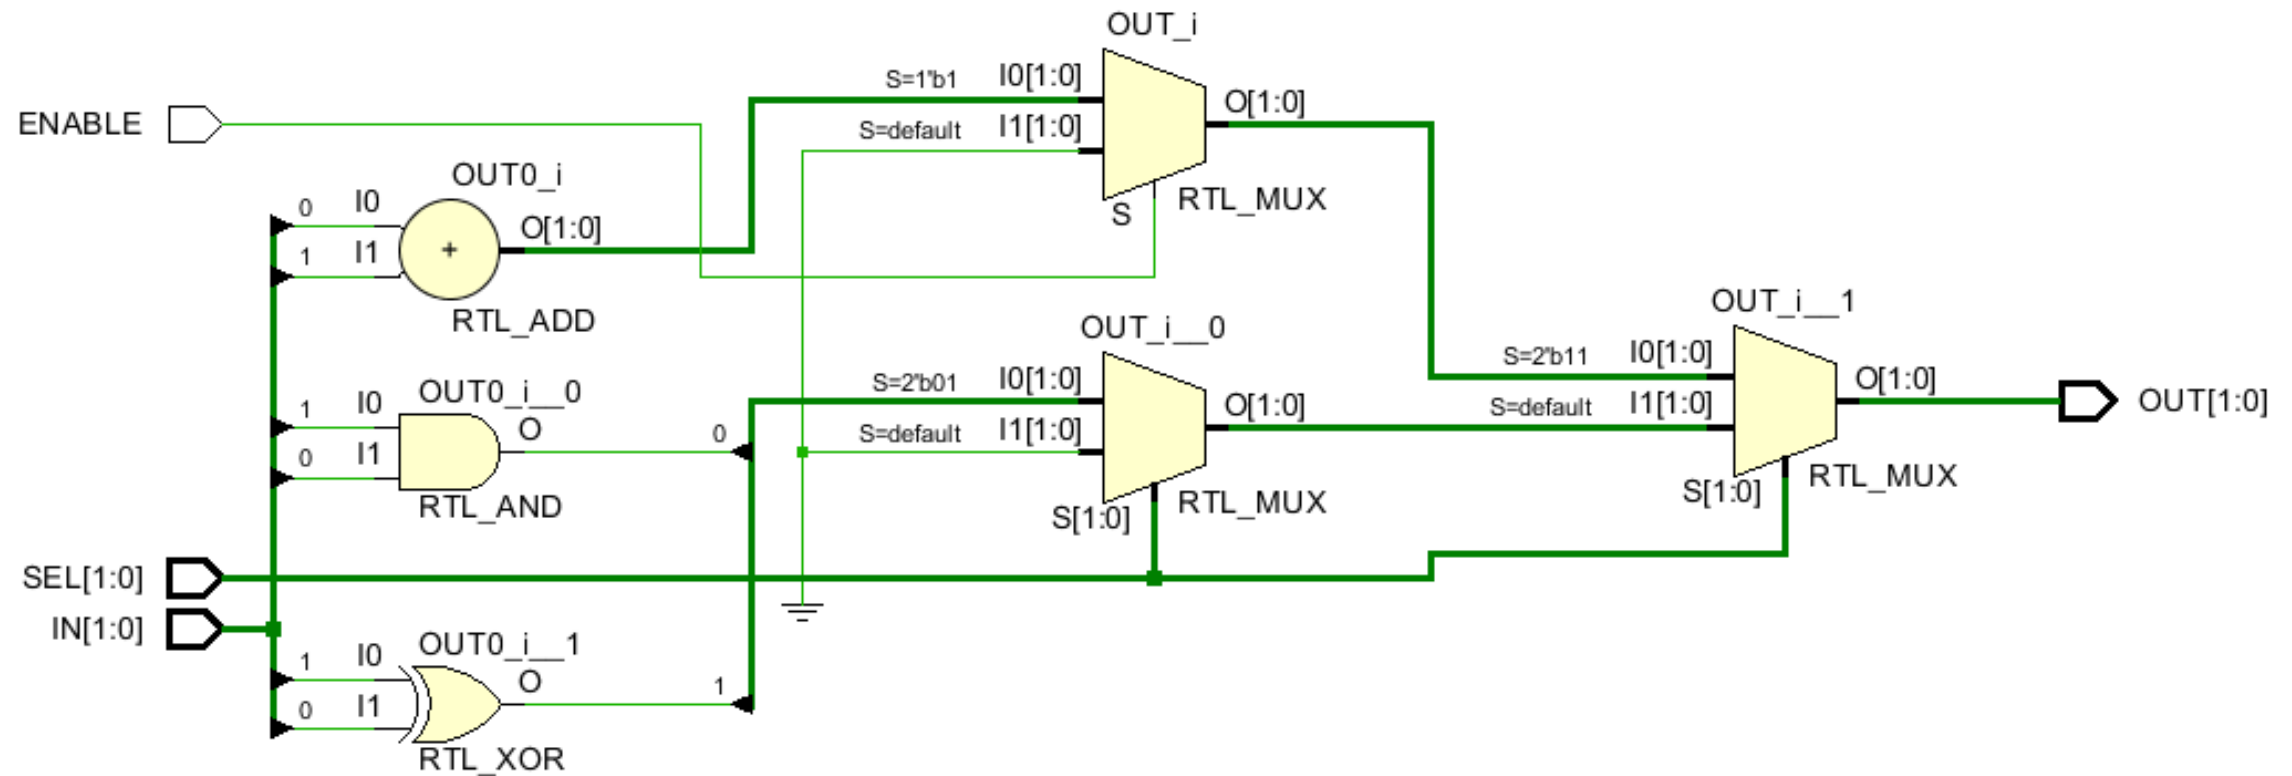 OUT_i
S=1'b1 I0[1:0]
O[1:0]
ENABLE
S=default I1[1:0]
OUT0_i
RTL_MUX
S
0 I0
O[1:0]
+
1 I1
RTL_ADD
OUT_i__1
OUT_i__0
S=2'b11 I0[1:0]
O[1:0]
OUT[1:0]
S=default I1[1:0]
RTL_MUX
S[1:0]
OUT0_i__0
S=2'b01 I0[1:0]
O[1:0]
1 I0
O
0
S=default I1[1:0]
0 I1
RTL_AND
RTL_MUX
S[1:0]
SEL[1:0]
IN[1:0]
OUT0_i__1
1 I0
O
1
0 I1
RTL_XOR